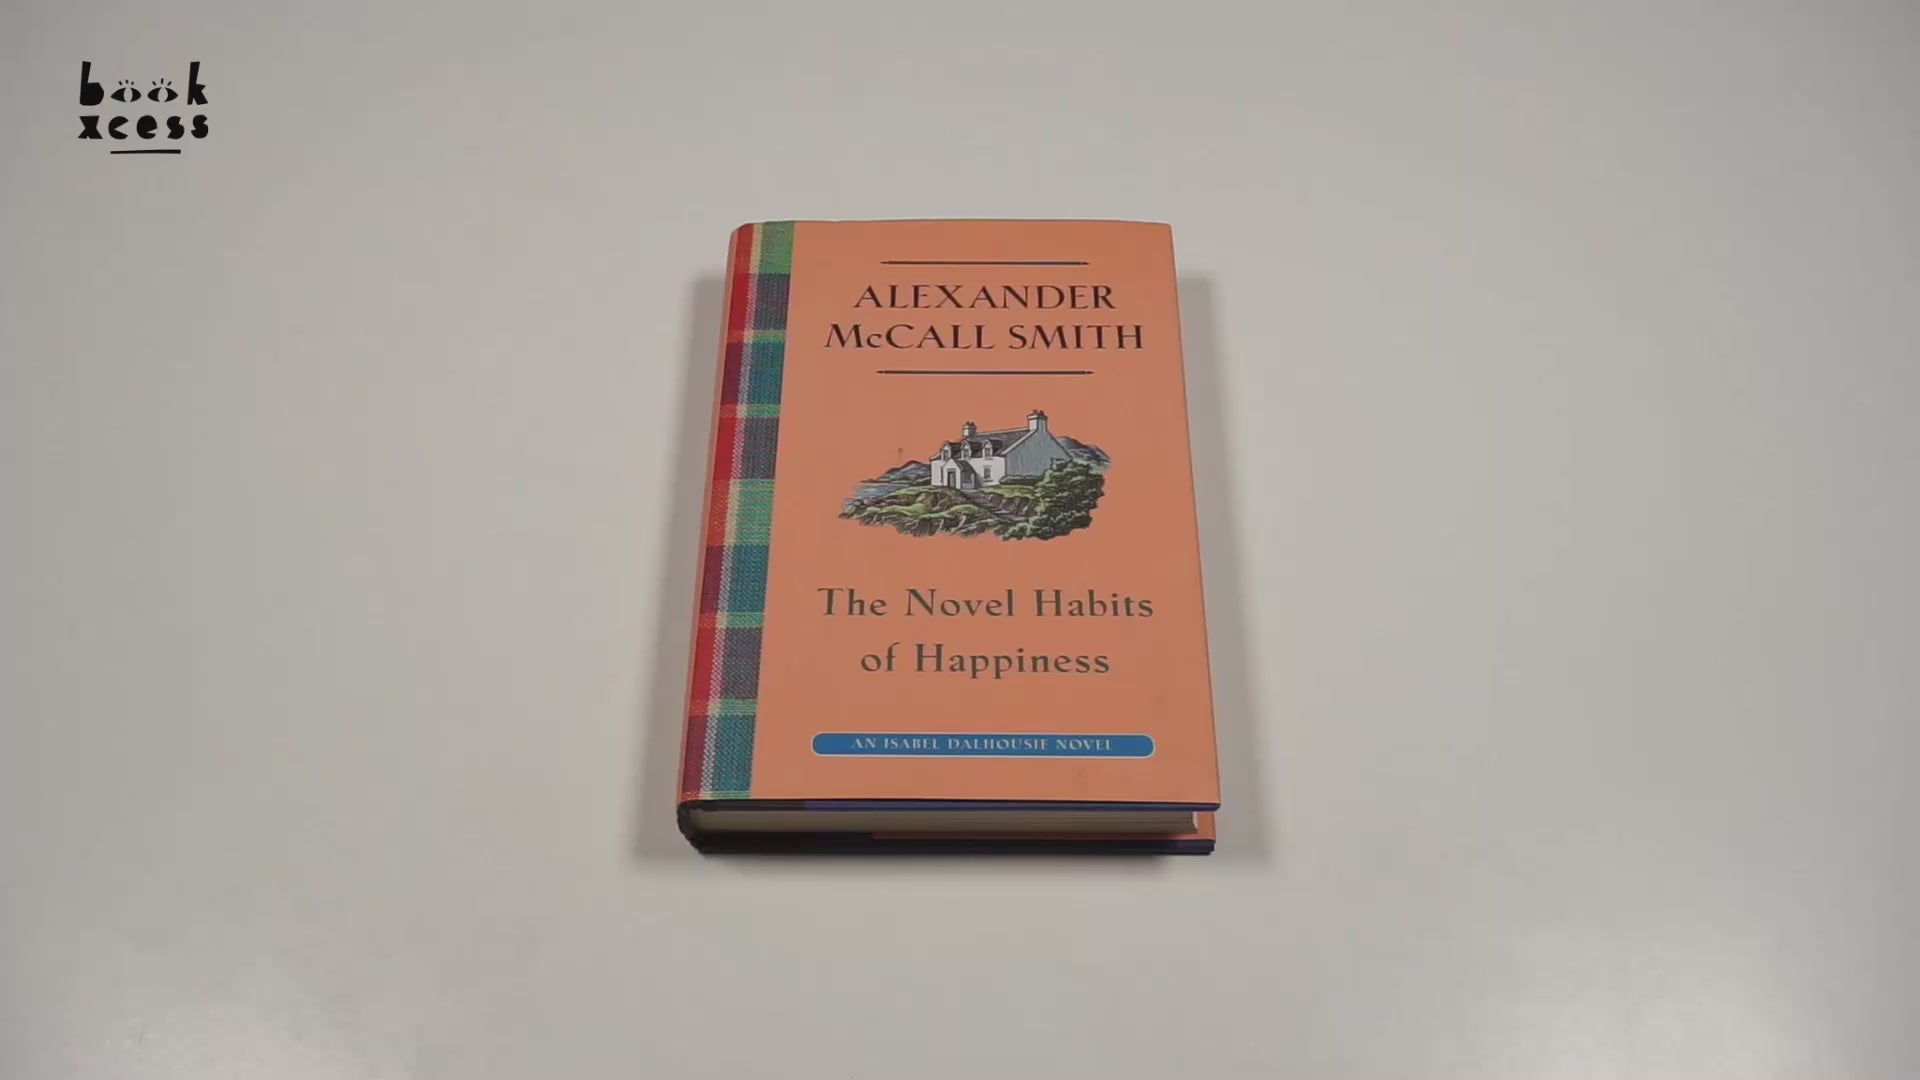 book
xcess
ALEXANDER
McCALL SMITH
The Novel Habits
of Happiness
AN ISABEL DALHOUSIE NOVEL